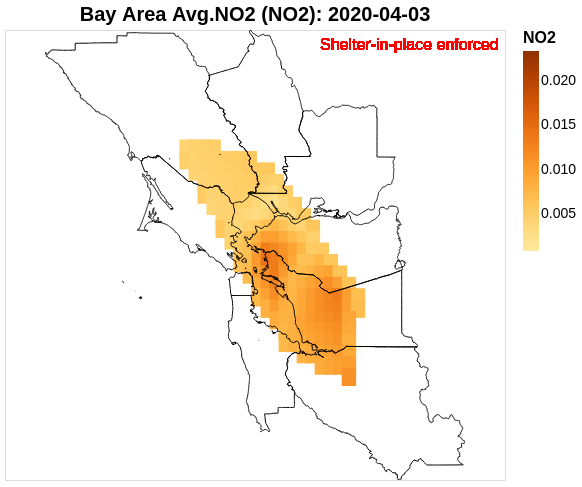 Bay Area Avg.NO2 (NO2): 2020-04-03
Shelter-in-place enforced
NO2
0.020
0.015
0.010
0.005